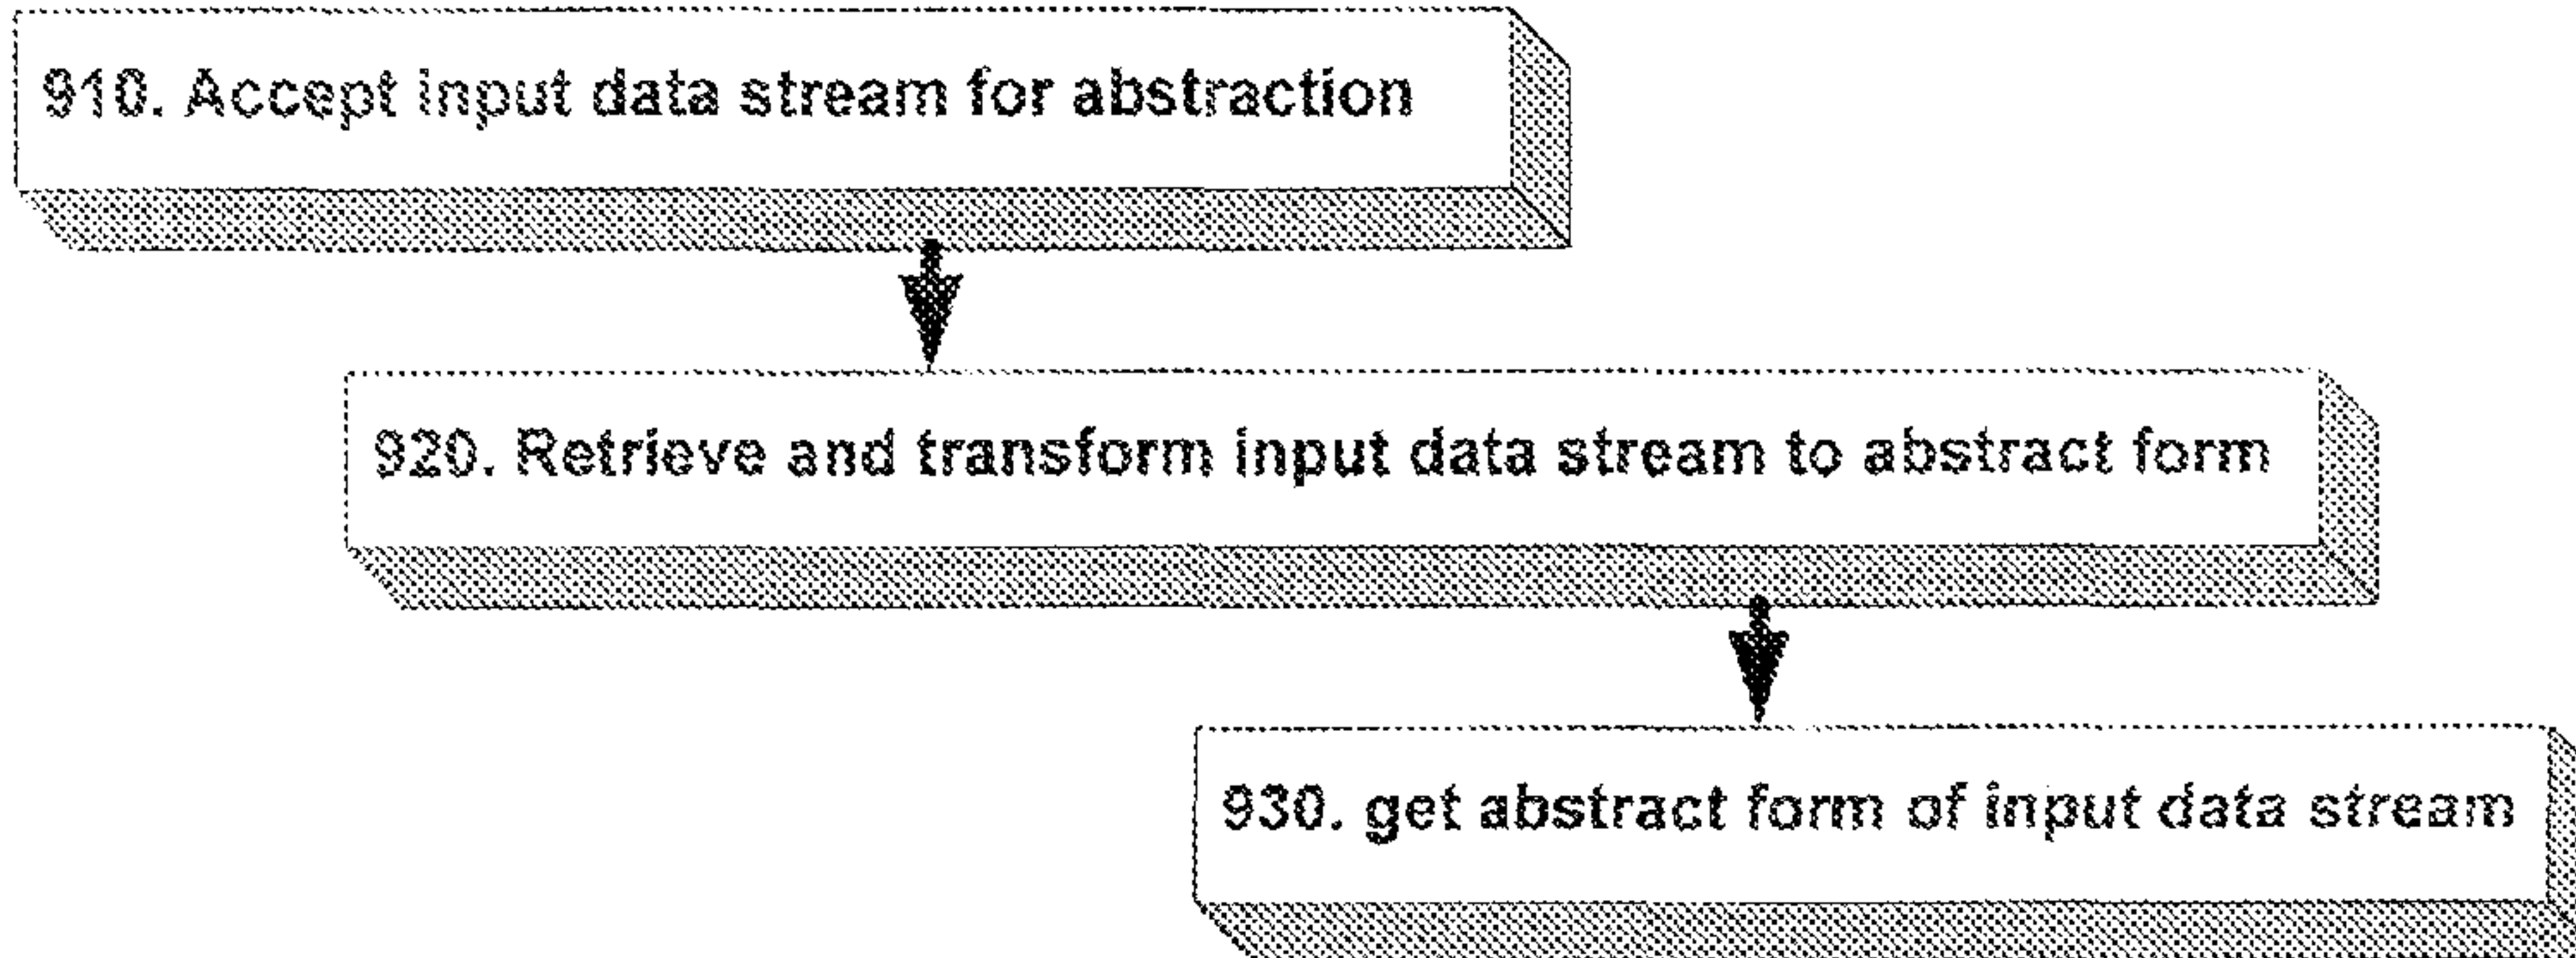 910. Accept input data stream for abstraction
920. Retrieve and transform input data stream to abstract form
930. get abstract form of input data stream